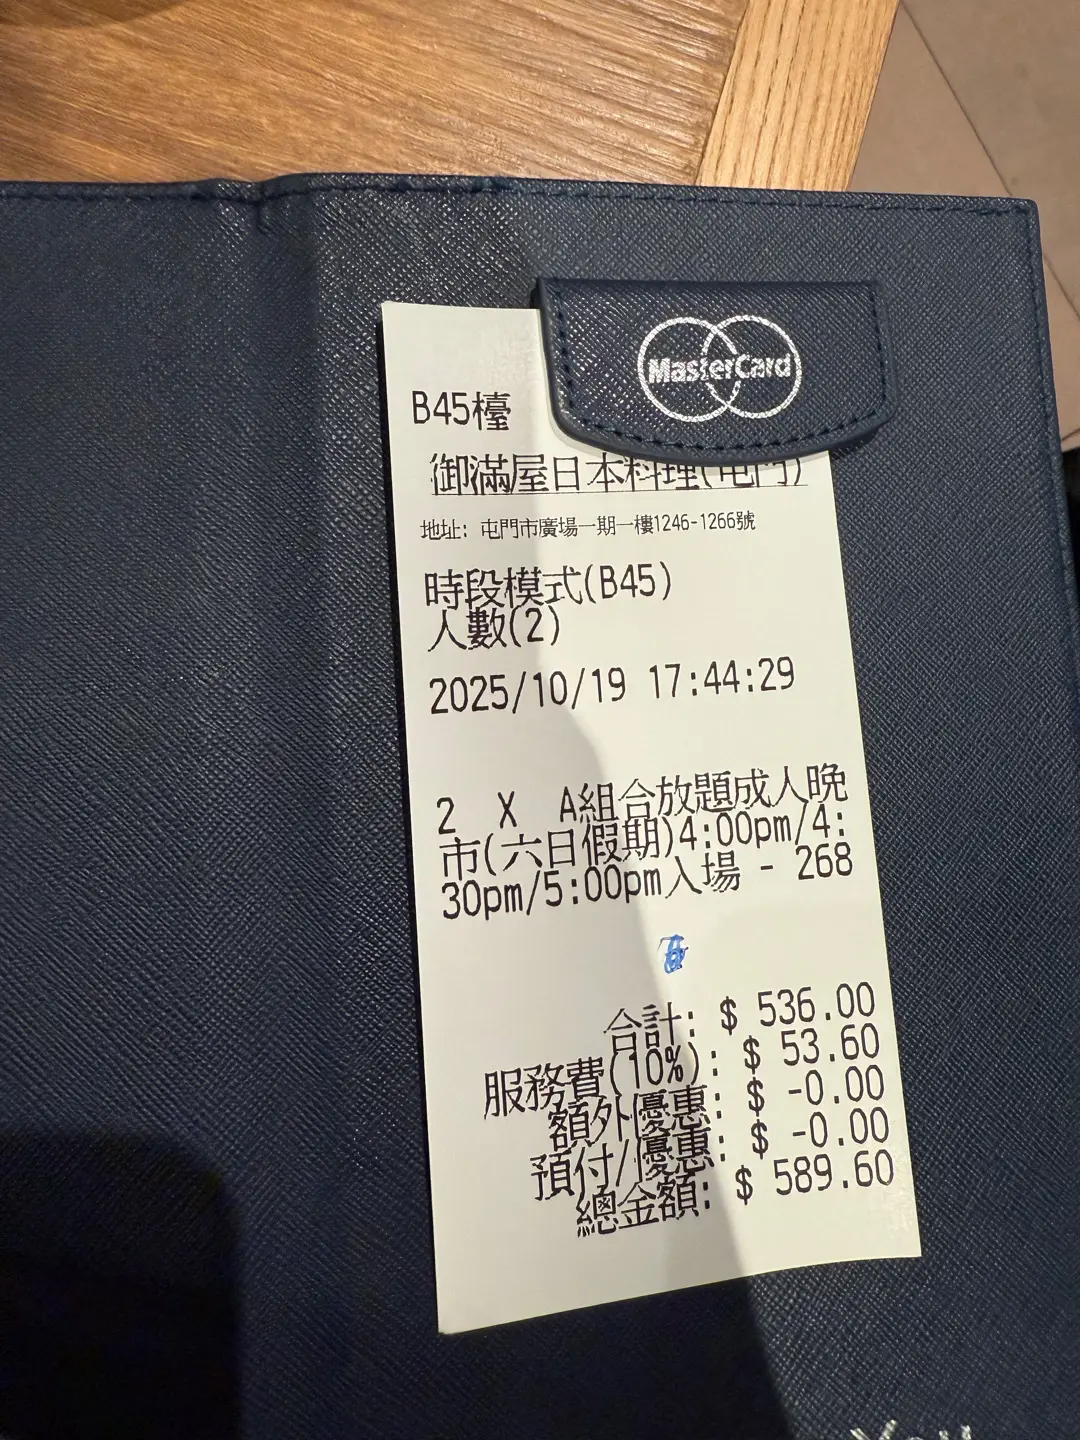 MasterCard
B45檯
御滿屋日本料理(屯門)
地址: 屯門市廣場一期一樓1246-1266號
時段模式(B45)
人數(2)
2025/10/19 17:44:29
2 X A組合放題成人晚
市(六日假期)4:00pm/4:
30pm/5:00pm入場 - 268
合計: $ 536.00
服務費(10%): $ 53.60
額外優惠: $ -0.00
預付/優惠: $ -0.00
總金額: $ 589.60